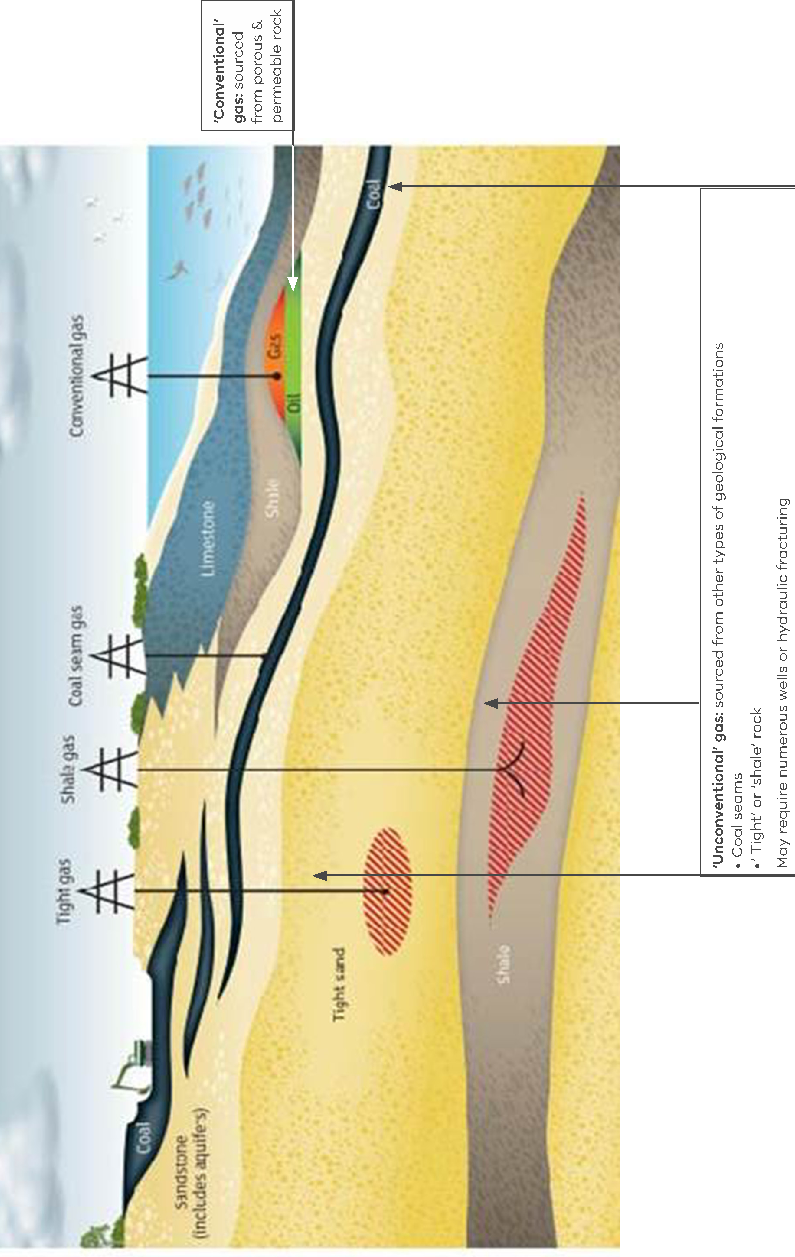 Tight gas
Shale gas
Coal seam gas
Conventional gas
Coal
Sandstone
(includes aquifers)
Limestone
Shale
Gas
Oil
Coal
Tight sand
Shale
'Conventional'
gas: sourced
from porous &
permeable rock
'Unconventional' gas: sourced from other types of geological formations
• Coal seams
•' Tight' or 'shale' rock
May require numerous wells or hydraulic fracturing